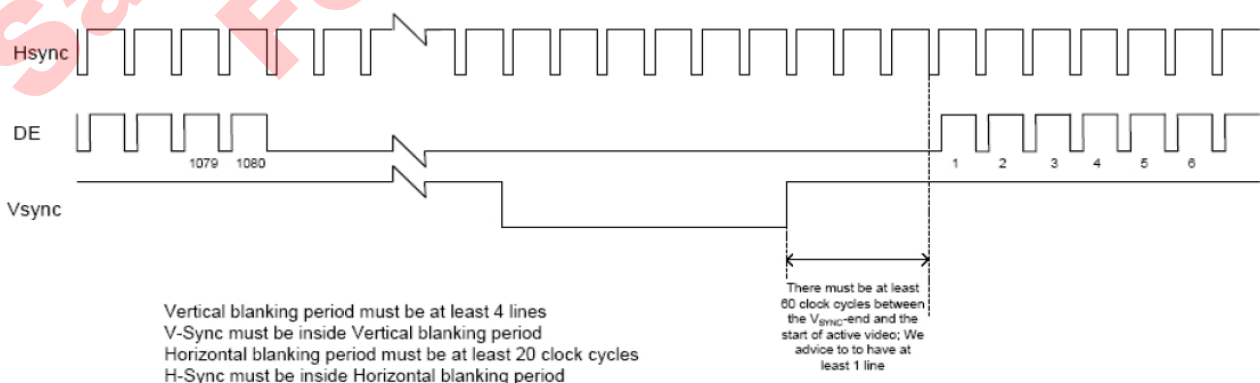 Hsync
DE
1079 1080
1 2 3 4 5 6
Vsync
There must be at least
60 clock cycles between
the VSYNC-end and the
start of active video; We
advice to to have at
least 1 line
Vertical blanking period must be at least 4 lines
V-Sync must be inside Vertical blanking period
Horizontal blanking period must be at least 20 clock cycles
H-Sync must be inside Horizontal blanking period